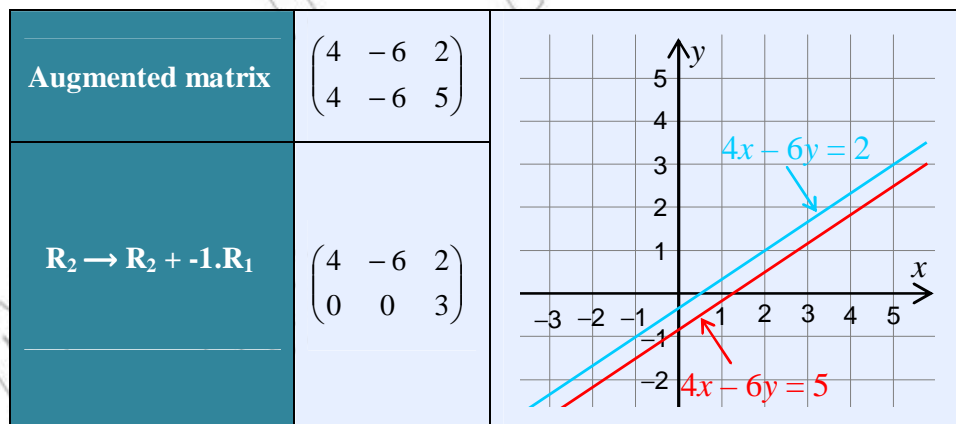 Augmented matrix
4 −6 2
4 −6 5
R₂ → R₂ + -1.R₁
4 −6 2
0 0 3
y
5
4
4x – 6y = 2
3
2
1
x
–3 –2 –1 1 2 3 4 5
–1
–2
4x – 6y = 5